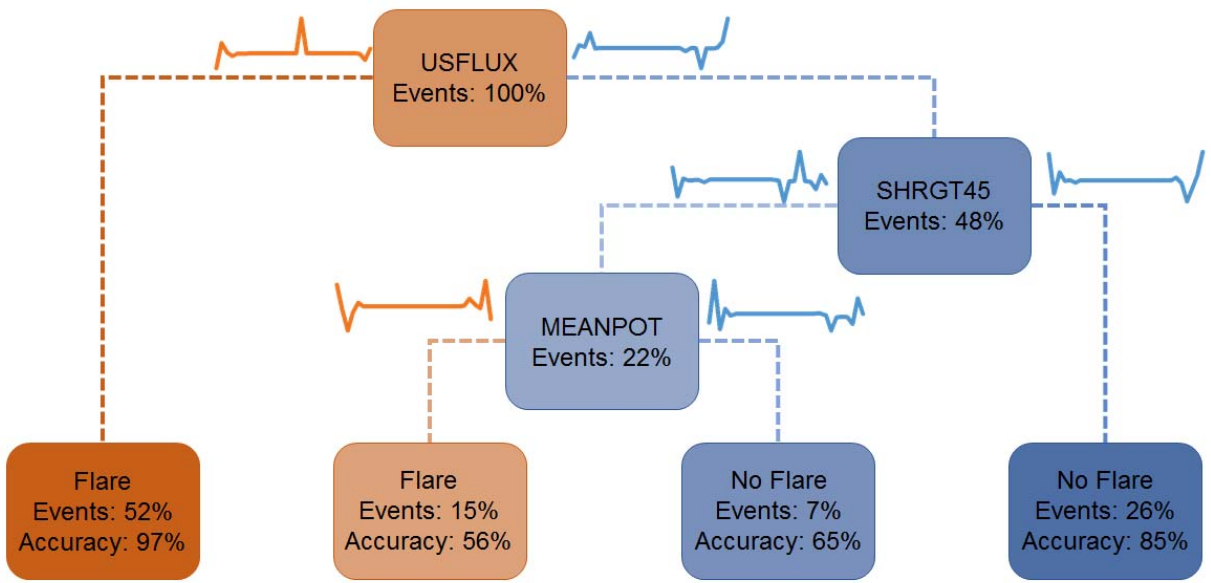 USFLUX
Events: 100%
SHRGT45
Events: 48%
MEANPOT
Events: 22%
Flare
Events: 52%
Accuracy: 97%
Flare
Events: 15%
Accuracy: 56%
No Flare
Events: 7%
Accuracy: 65%
No Flare
Events: 26%
Accuracy: 85%